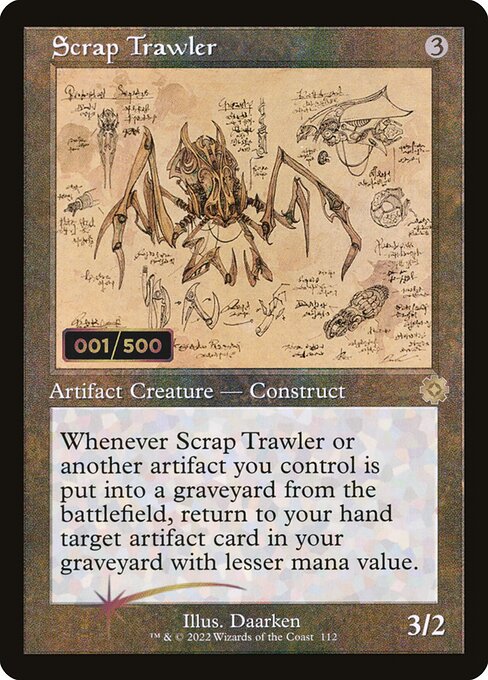 Scrap Trawler 3
001/500
Artifact Creature — Construct
Whenever Scrap Trawler or
another artifact you control is
put into a graveyard from the
battlefield, return to your hand
target artifact card in your
graveyard with lesser mana value.
Illus. Daarken
™ & © 2022 Wizards of the Coast 112
3/2